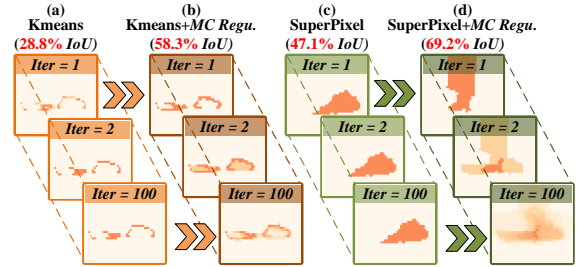 (a)
Kmeans
(28.8% IoU)
Iter = 1
Iter = 2
Iter = 100
(b)
Kmeans+MC Regu.
(58.3% IoU)
Iter = 1
Iter = 2
Iter = 100
(c)
SuperPixel
(47.1% IoU)
Iter = 1
Iter = 2
Iter = 100
(d)
SuperPixel+MC Regu.
(69.2% IoU)
Iter = 1
Iter = 2
Iter = 100